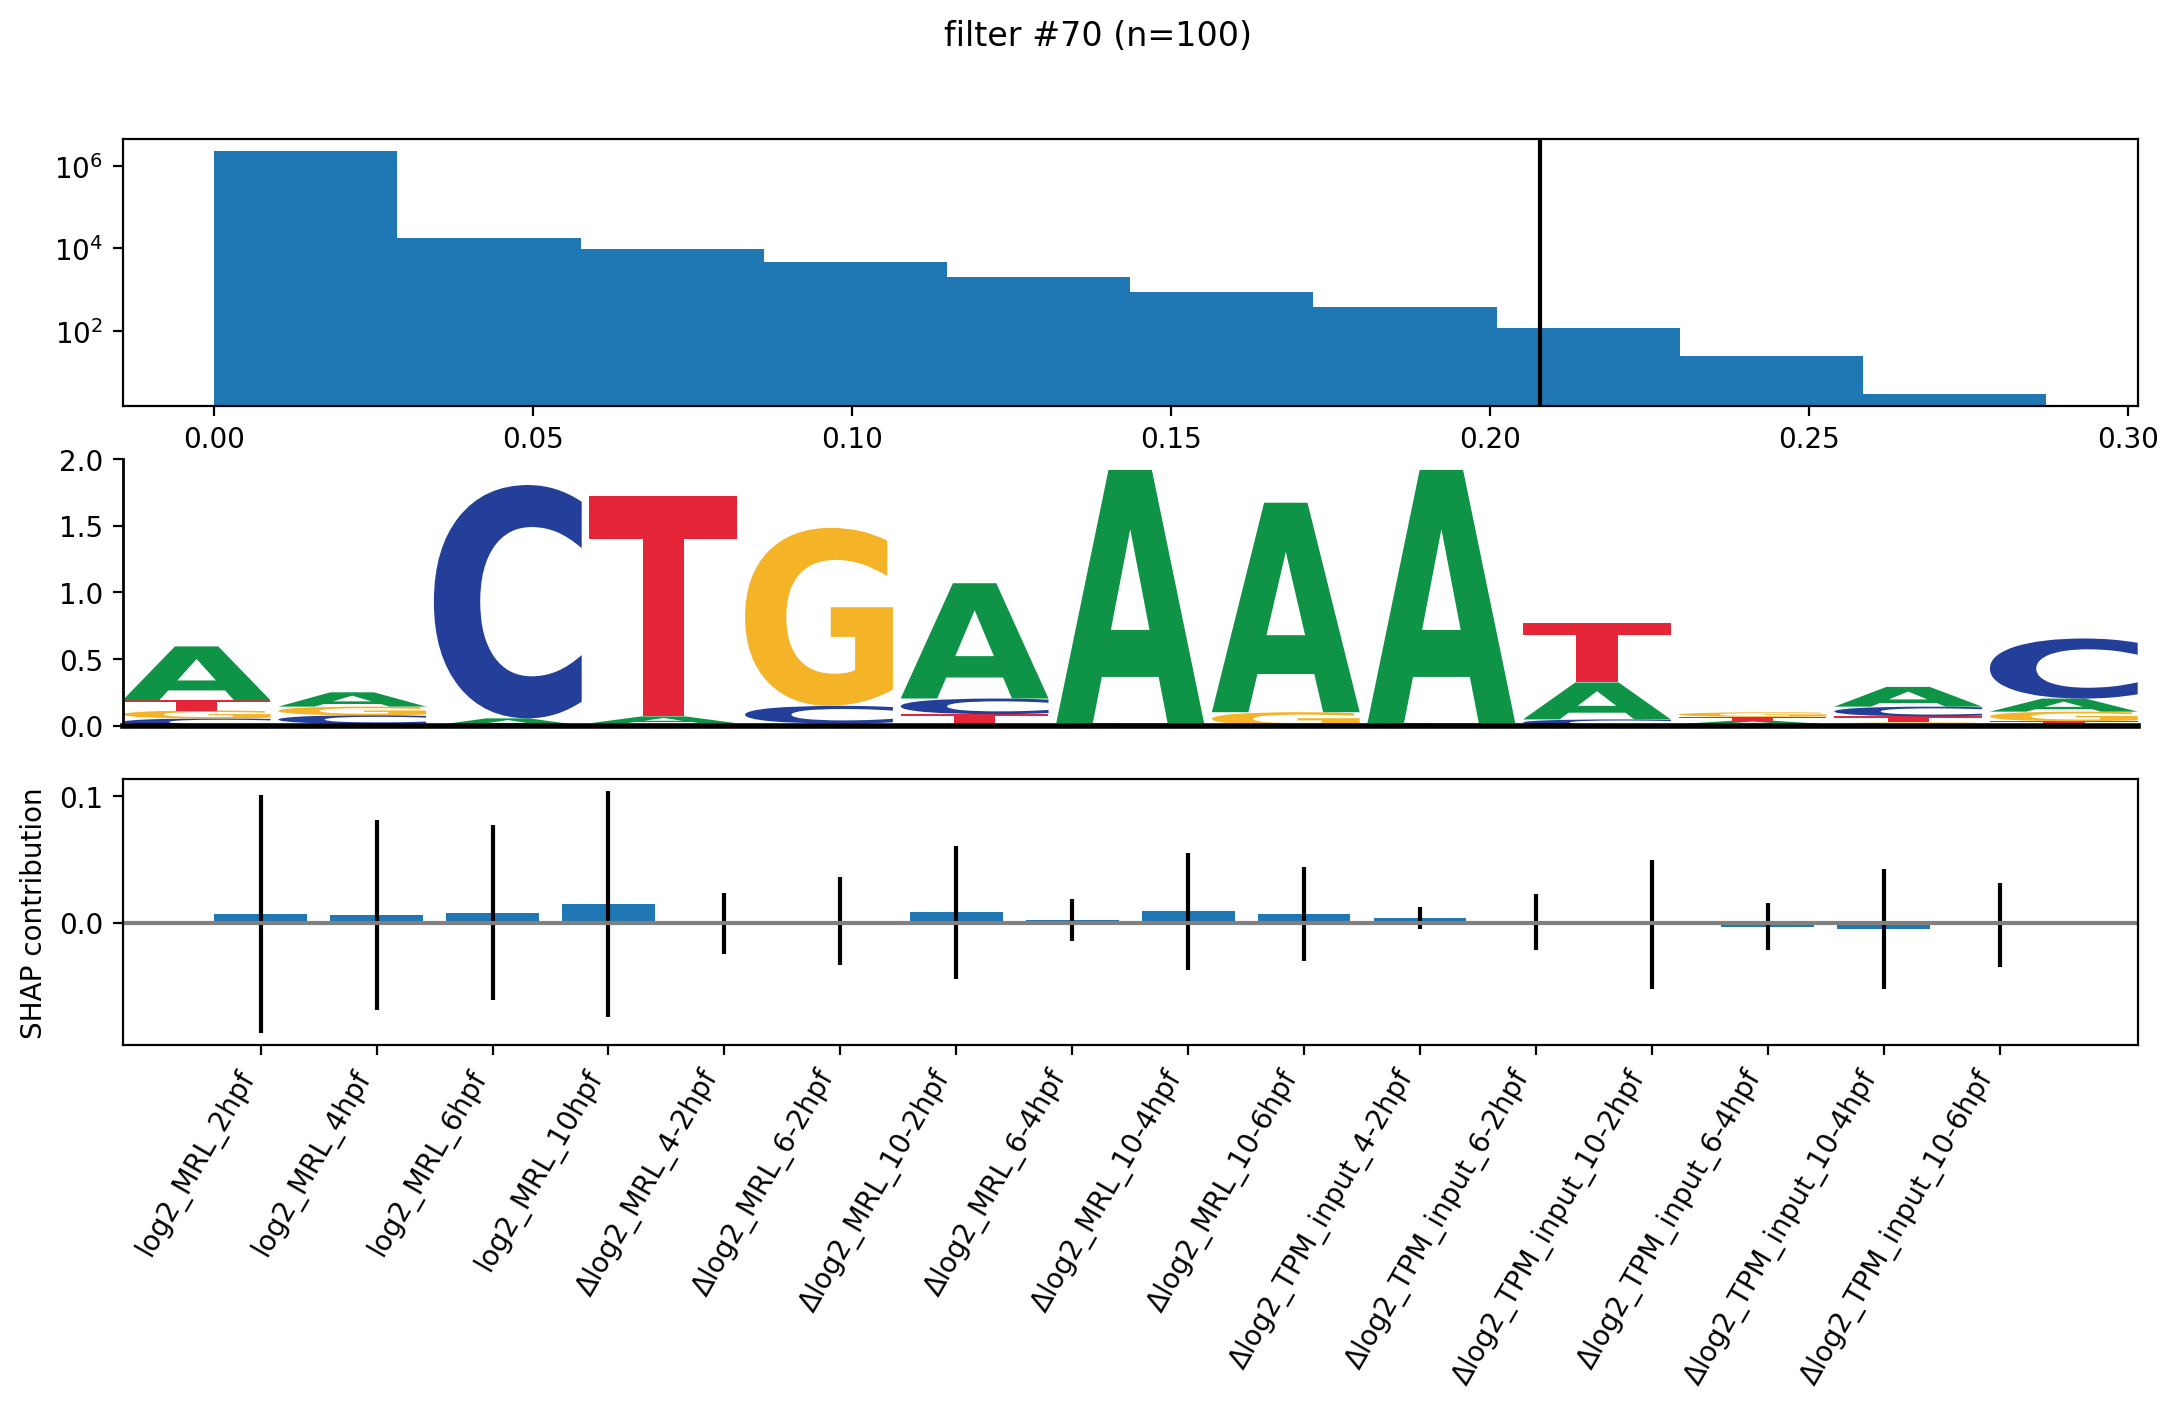 filter #70 (n=100)
10^6
10^4
10^2
0.00 0.05 0.10 0.15 0.20 0.25 0.30
2.0
1.5
1.0
0.5
0.0
A A C T G A A A A T A C
SHAP contribution
0.1
0.0
log2_MRL_2hpf
log2_MRL_4hpf
log2_MRL_6hpf
log2_MRL_10hpf
Δlog2_MRL_4-2hpf
Δlog2_MRL_6-2hpf
Δlog2_MRL_10-2hpf
Δlog2_MRL_6-4hpf
Δlog2_MRL_10-4hpf
Δlog2_MRL_10-6hpf
Δlog2_TPM_input_4-2hpf
Δlog2_TPM_input_6-2hpf
Δlog2_TPM_input_10-2hpf
Δlog2_TPM_input_6-4hpf
Δlog2_TPM_input_10-4hpf
Δlog2_TPM_input_10-6hpf